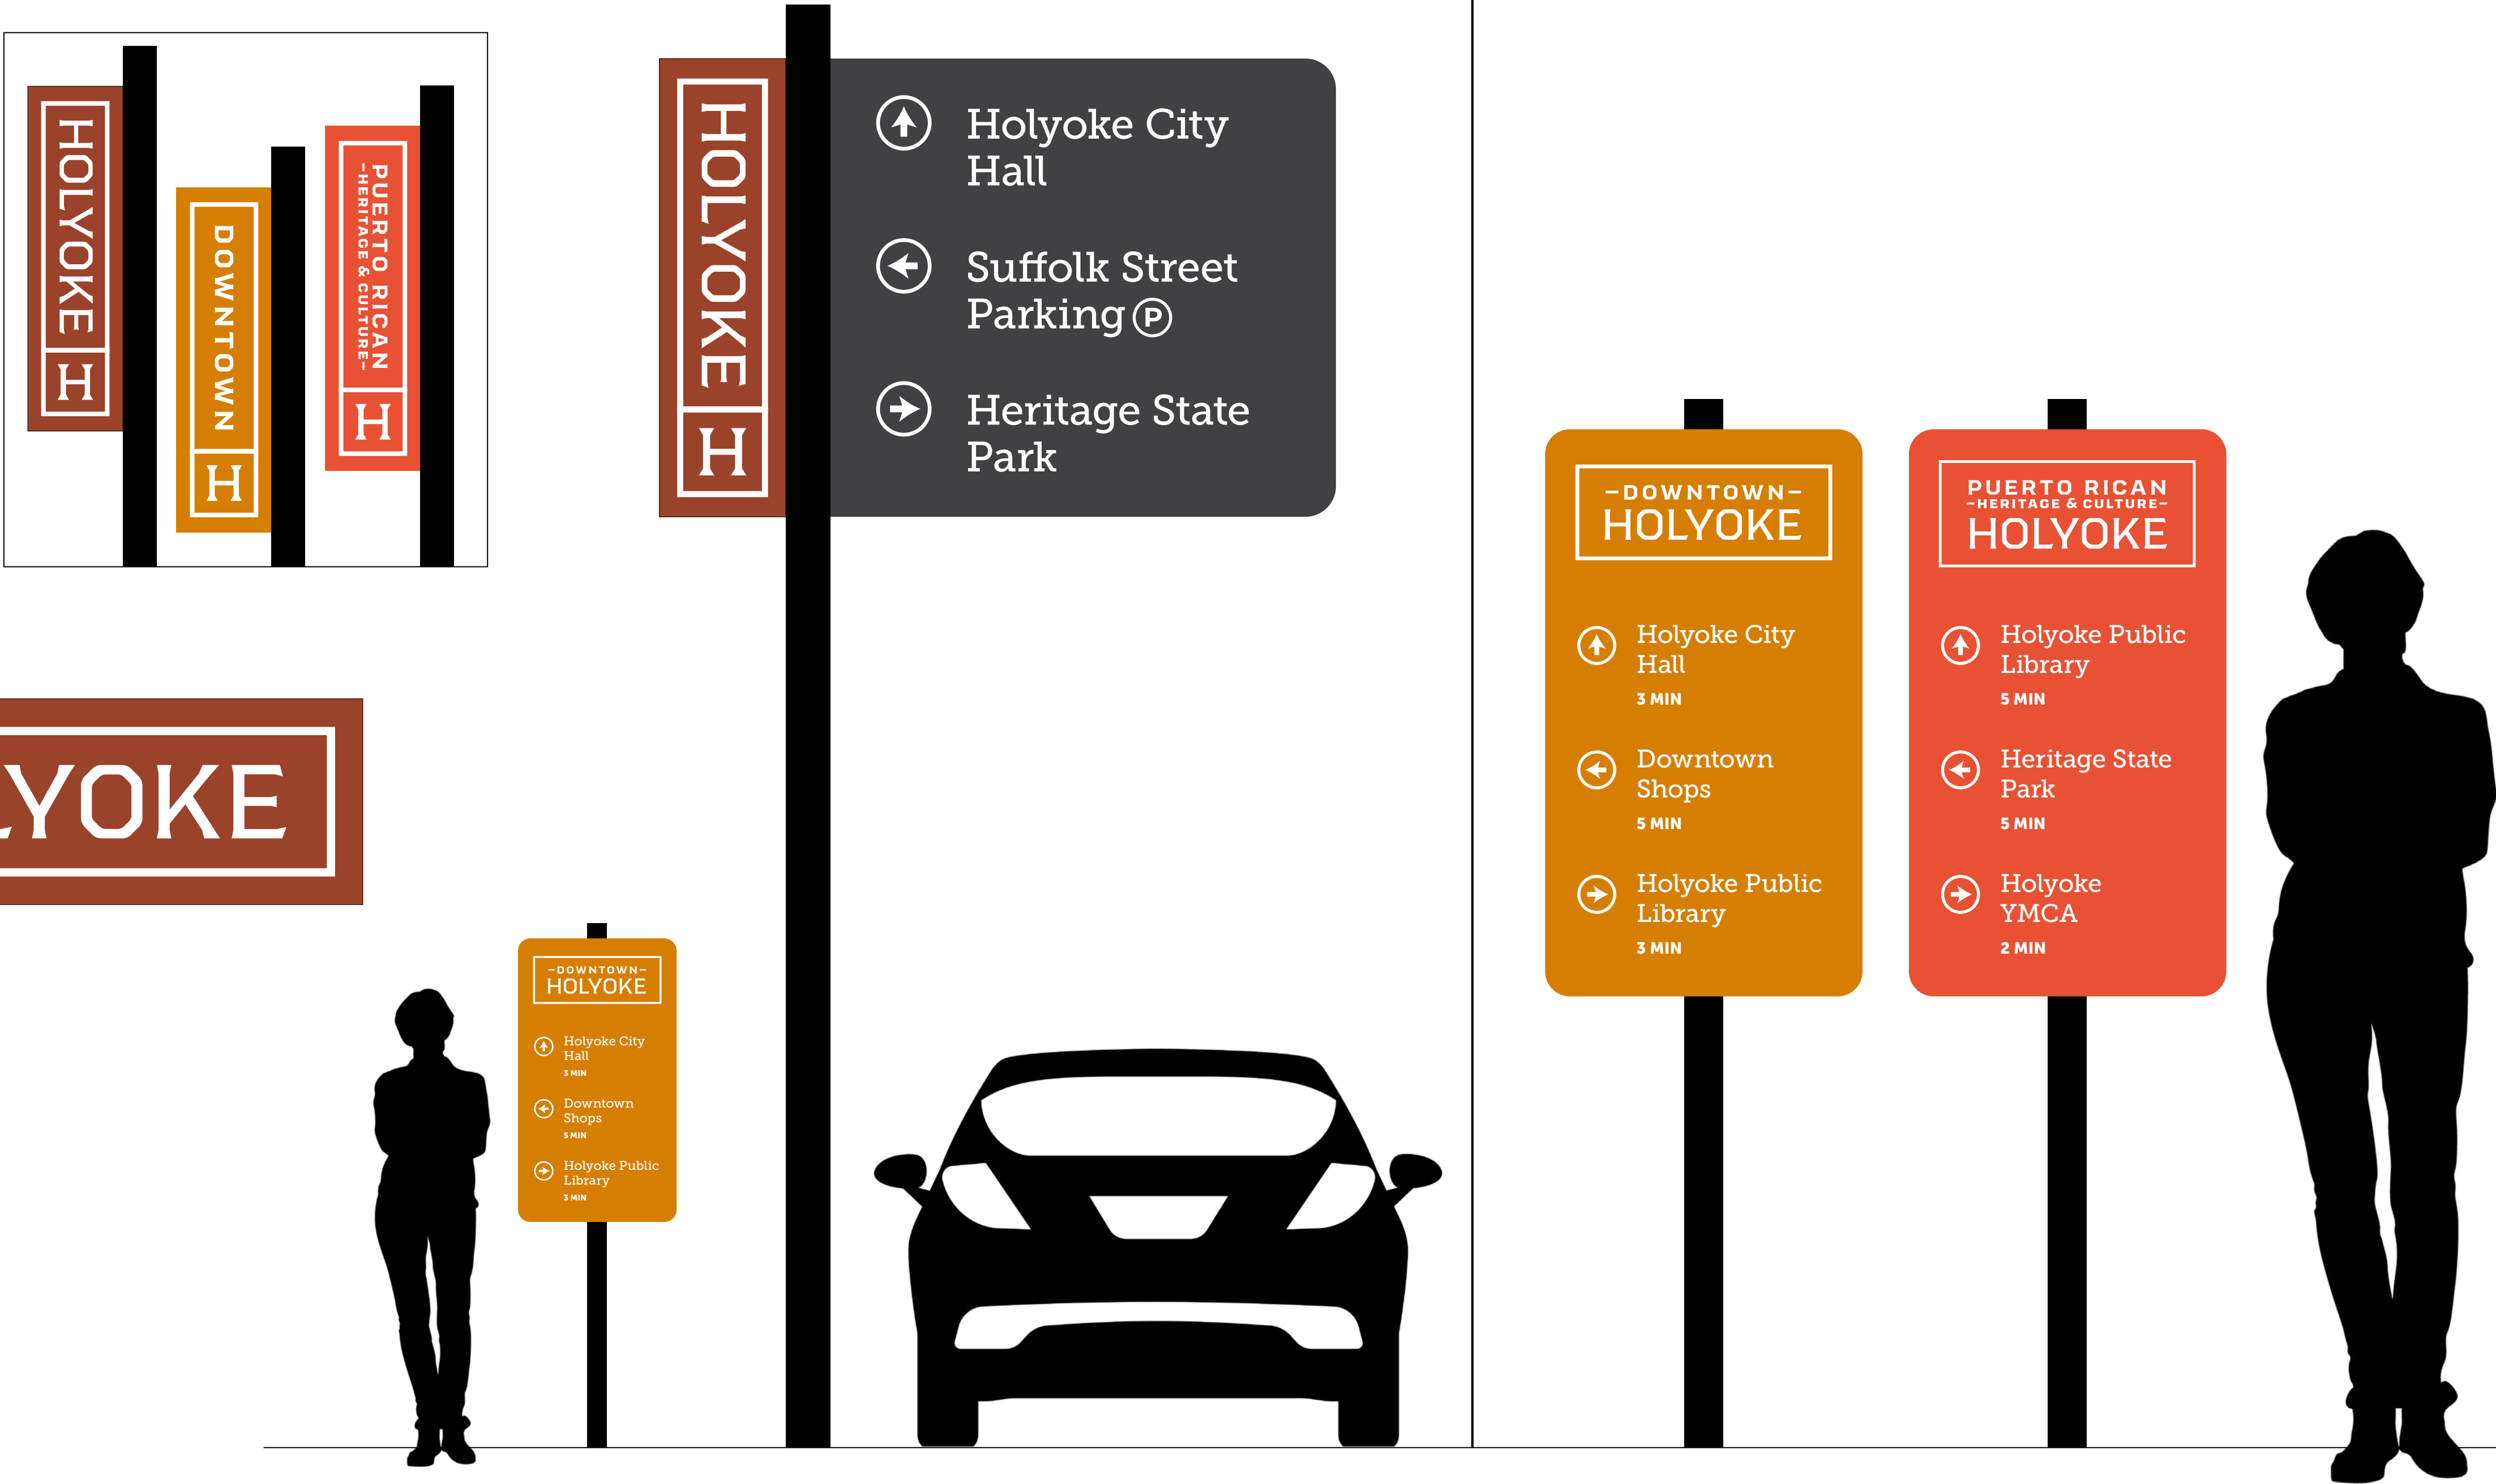 HOLYOKE
H
DOWNTOWN
H
PUERTO RICAN
-HERITAGE & CULTURE-
H
HOLYOKE
H
Holyoke City
Hall
Suffolk Street
Parking P
Heritage State
Park
YOKE
-DOWNTOWN-
HOLYOKE
Holyoke City
Hall
3 MIN
Downtown
Shops
5 MIN
Holyoke Public
Library
3 MIN
-DOWNTOWN-
HOLYOKE
Holyoke City
Hall
3 MIN
Downtown
Shops
5 MIN
Holyoke Public
Library
3 MIN
PUERTO RICAN
-HERITAGE & CULTURE-
HOLYOKE
Holyoke Public
Library
5 MIN
Heritage State
Park
5 MIN
Holyoke
YMCA
2 MIN